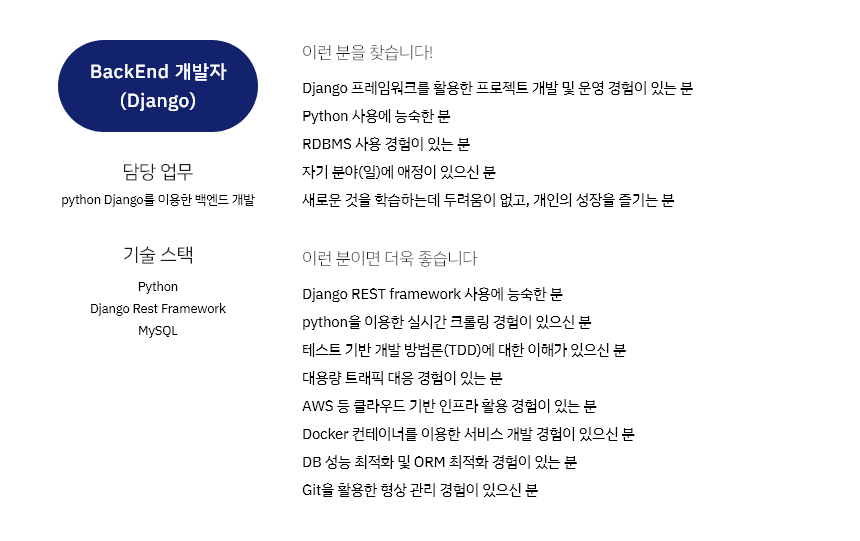 BackEnd 개발자
(Django)
담당 업무
python Django를 이용한 백엔드 개발
기술 스택
Python
Django Rest Framework
MySQL
이런 분을 찾습니다!
Django 프레임워크를 활용한 프로젝트 개발 및 운영 경험이 있는 분
Python 사용에 능숙한 분
RDBMS 사용 경험이 있는 분
자기 분야(일)에 애정이 있으신 분
새로운 것을 학습하는데 두려움이 없고, 개인의 성장을 즐기는 분
이런 분이면 더욱 좋습니다
Django REST framework 사용에 능숙한 분
python을 이용한 실시간 크롤링 경험이 있으신 분
테스트 기반 개발 방법론(TDD)에 대한 이해가 있으신 분
대용량 트래픽 대응 경험이 있는 분
AWS 등 클라우드 기반 인프라 활용 경험이 있는 분
Docker 컨테이너를 이용한 서비스 개발 경험이 있으신 분
DB 성능 최적화 및 ORM 최적화 경험이 있는 분
Git을 활용한 형상 관리 경험이 있으신 분